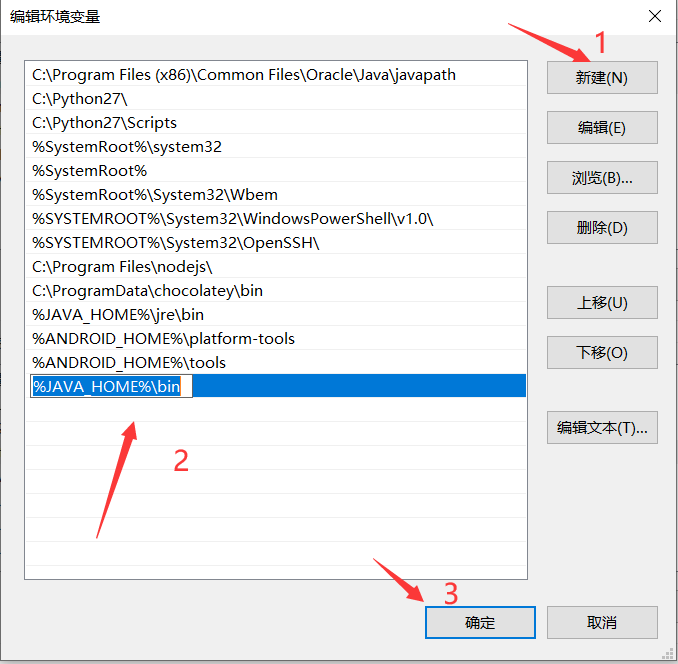 编辑环境变量
1
C:\Program Files (x86)\Common Files\Oracle\Java\javapath
新建(N)
C:\Python27\
C:\Python27\Scripts
编辑(E)
%SystemRoot%\system32
%SystemRoot%
浏览(B)...
%SystemRoot%\System32\Wbem
%SYSTEMROOT%\System32\WindowsPowerShell\v1.0\
删除(D)
%SYSTEMROOT%\System32\OpenSSH\
C:\Program Files\nodejs\
C:\ProgramData\chocolatey\bin
上移(U)
%JAVA_HOME%\jre\bin
%ANDROID_HOME%\platform-tools
下移(O)
%ANDROID_HOME%\tools
%JAVA_HOME%\bin
编辑文本(T)...
2
3
确定
取消